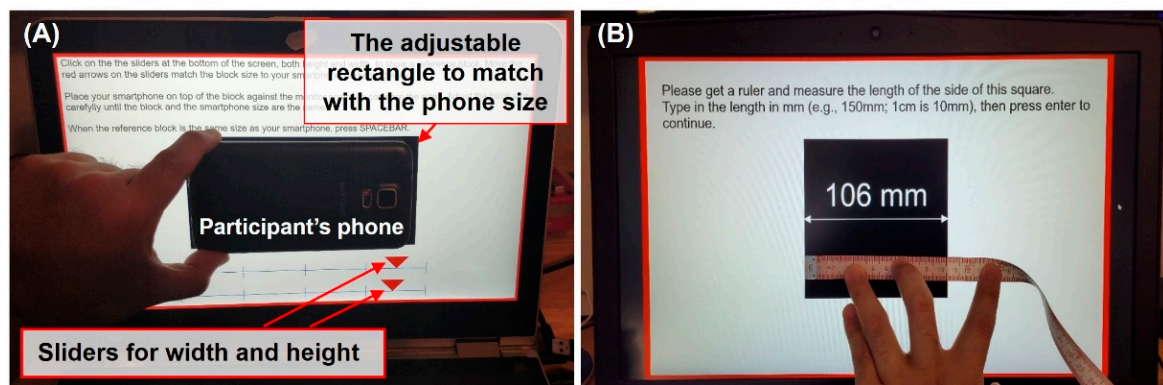 (A)
The adjustable
rectangle to match
with the phone size
Click on the the sliders at the bottom of the screen, both
red arrows on the sliders match the block size to your
Place your smartphone on top of the block against the
carefylly until the block and the smartphone size are the
When the reference block is the same size as your smartphone, press SPACEBAR.
Participant's phone
Sliders for width and height
(B)
Please get a ruler and measure the length of the side of this square.
Type in the length in mm (e.g., 150mm; 1cm is 10mm), then press enter to
continue.
106 mm